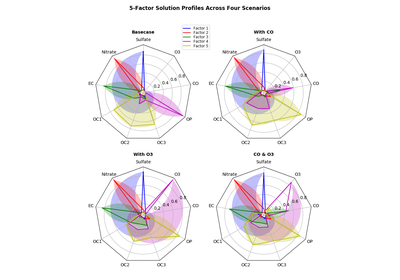 5-Factor Solution Profiles Across Four Scenarios
Factor 1
Factor 2
Factor 3
Factor 4
Factor 5
Basecase
Sulfate
Nitrate
EC
OC1
OC2
OC3
OP
CO
O3
0.2
0.4
0.6
0.8
With CO
Sulfate
Nitrate
EC
OC1
OC2
OC3
OP
CO
O3
0.2
0.4
0.6
0.8
With O3
Sulfate
Nitrate
EC
OC1
OC2
OC3
OP
CO
O3
0.2
0.4
0.6
0.8
CO & O3
Sulfate
Nitrate
EC
OC1
OC2
OC3
OP
CO
O3
0.2
0.4
0.6
0.8